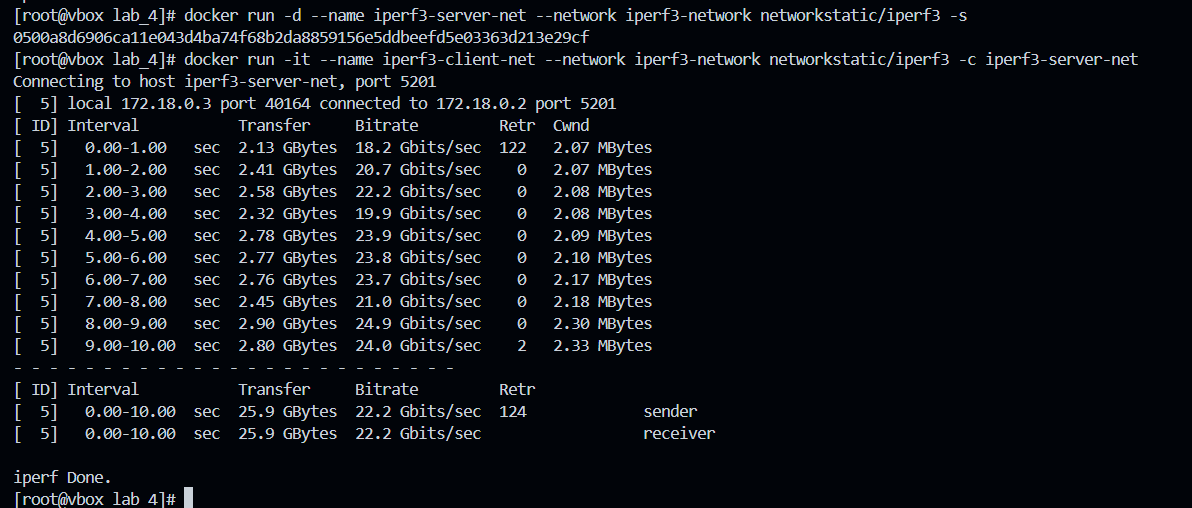 [root@vbox lab_4]# docker run -d --name iperf3-server-net --network iperf3-network networkstatic/iperf3 -s
0500a8d6906ca11e043d4ba74f68b2da8859156e5ddbeefd5e03363d213e29cf
[root@vbox lab_4]# docker run -it --name iperf3-client-net --network iperf3-network networkstatic/iperf3 -c iperf3-server-net
Connecting to host iperf3-server-net, port 5201
[  5] local 172.18.0.3 port 40164 connected to 172.18.0.2 port 5201
[ ID] Interval           Transfer     Bitrate         Retr  Cwnd
[  5]   0.00-1.00   sec  2.13 GBytes  18.2 Gbits/sec  122   2.07 MBytes
[  5]   1.00-2.00   sec  2.41 GBytes  20.7 Gbits/sec    0   2.07 MBytes
[  5]   2.00-3.00   sec  2.58 GBytes  22.2 Gbits/sec    0   2.08 MBytes
[  5]   3.00-4.00   sec  2.32 GBytes  19.9 Gbits/sec    0   2.08 MBytes
[  5]   4.00-5.00   sec  2.78 GBytes  23.9 Gbits/sec    0   2.09 MBytes
[  5]   5.00-6.00   sec  2.77 GBytes  23.8 Gbits/sec    0   2.10 MBytes
[  5]   6.00-7.00   sec  2.76 GBytes  23.7 Gbits/sec    0   2.17 MBytes
[  5]   7.00-8.00   sec  2.45 GBytes  21.0 Gbits/sec    0   2.18 MBytes
[  5]   8.00-9.00   sec  2.90 GBytes  24.9 Gbits/sec    0   2.30 MBytes
[  5]   9.00-10.00  sec  2.80 GBytes  24.0 Gbits/sec    2   2.33 MBytes
- - - - - - - - - - - - - - - - - - - - - - - - -
[ ID] Interval           Transfer     Bitrate         Retr
[  5]   0.00-10.00  sec  25.9 GBytes  22.2 Gbits/sec  124             sender
[  5]   0.00-10.00  sec  25.9 GBytes  22.2 Gbits/sec                  receiver
iperf Done.
[root@vbox lab_4]#